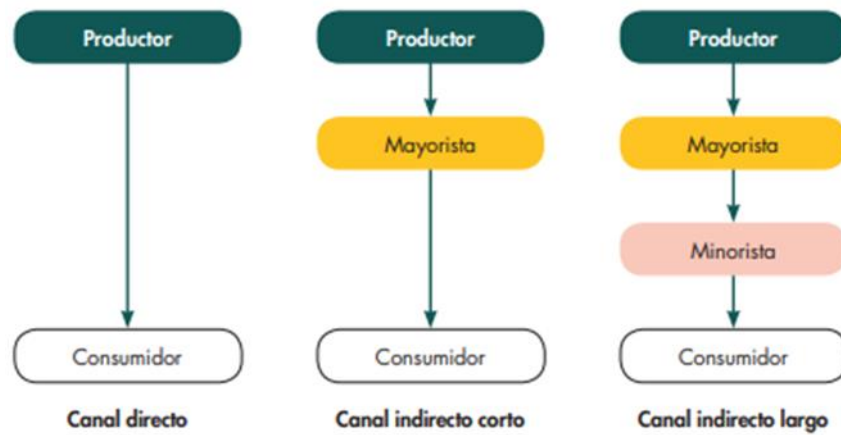 Productor
Productor
Productor
Mayorista
Mayorista
Minorista
Consumidor
Consumidor
Consumidor
Canal directo
Canal indirecto corto
Canal indirecto largo